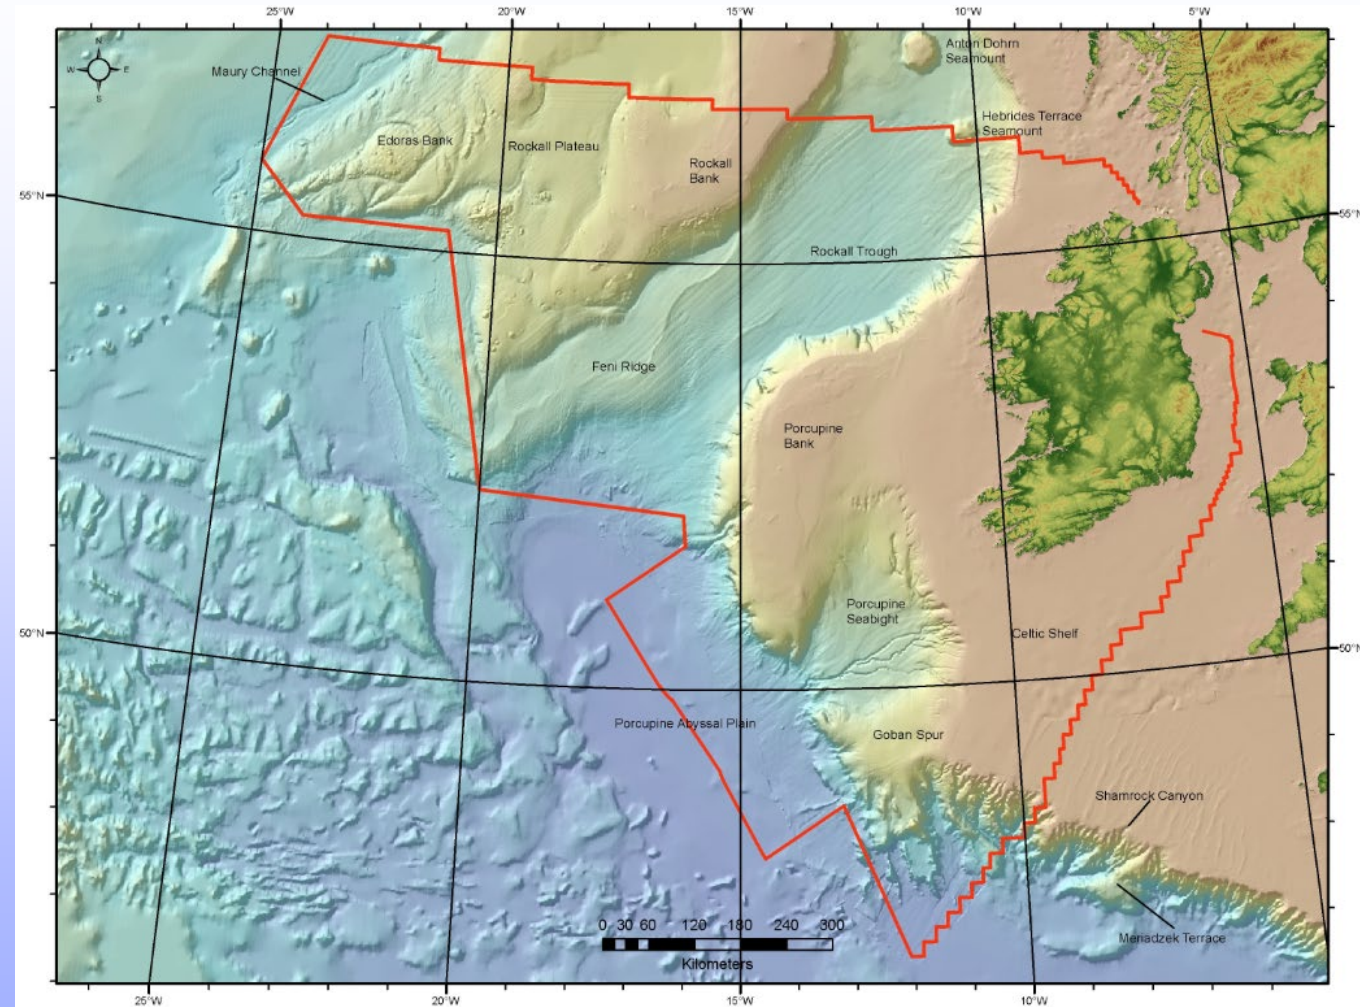 25°W
20°W
15°W
10°W
5°W
N
W
E
S
Maury Channel
Anton Dohrn
Seamount
Hebrides Terrace
Seamount
Edoras Bank
Rockall Plateau
Rockall
Bank
55°N
55°N
Rockall Trough
Feni Ridge
Porcupine
Bank
Porcupine
Seabight
50°N
Celtic Shelf
50°N
Porcupine Abyssal Plain
Goban Spur
Shamrock Canyon
0 30 60 120 180 240 300
Kilometers
Meriadzek Terrace
25°W
20°W
15°W
10°W